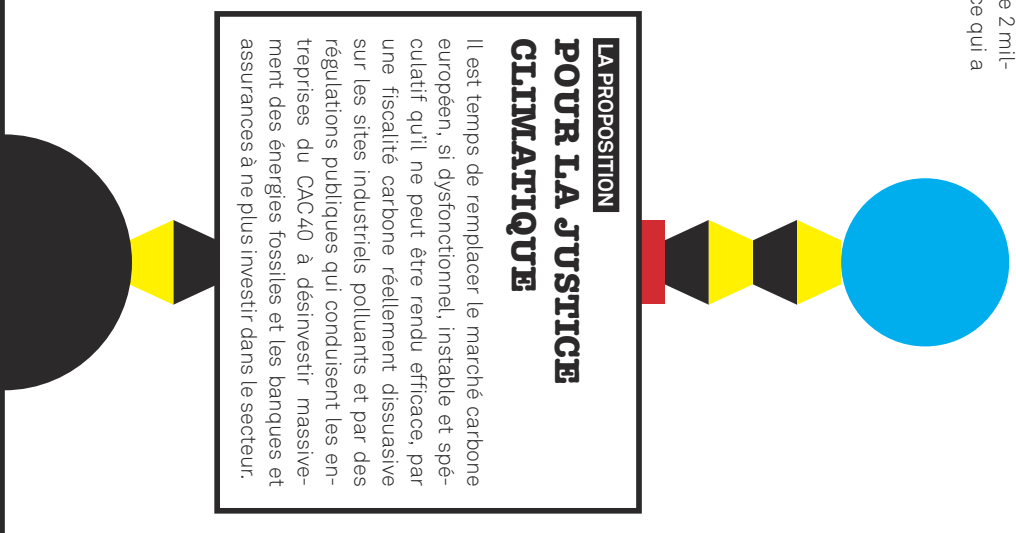 e 2 mil-
ce qui a
LA PROPOSITION
POUR LA JUSTICE
CLIMATIQUE
Il est temps de remplacer le marché carbone
européen, si dysfonctionnel, instable et spé-
culatif qu'il ne peut être rendu efficace, par
une fiscalité carbone réellement dissuasive
sur les sites industriels polluants et par des
régulations publiques qui conduisent les en-
treprises du CAC40 à désinvestir massive-
ment des énergies fossiles et les banques et
assurances à ne plus investir dans le secteur.